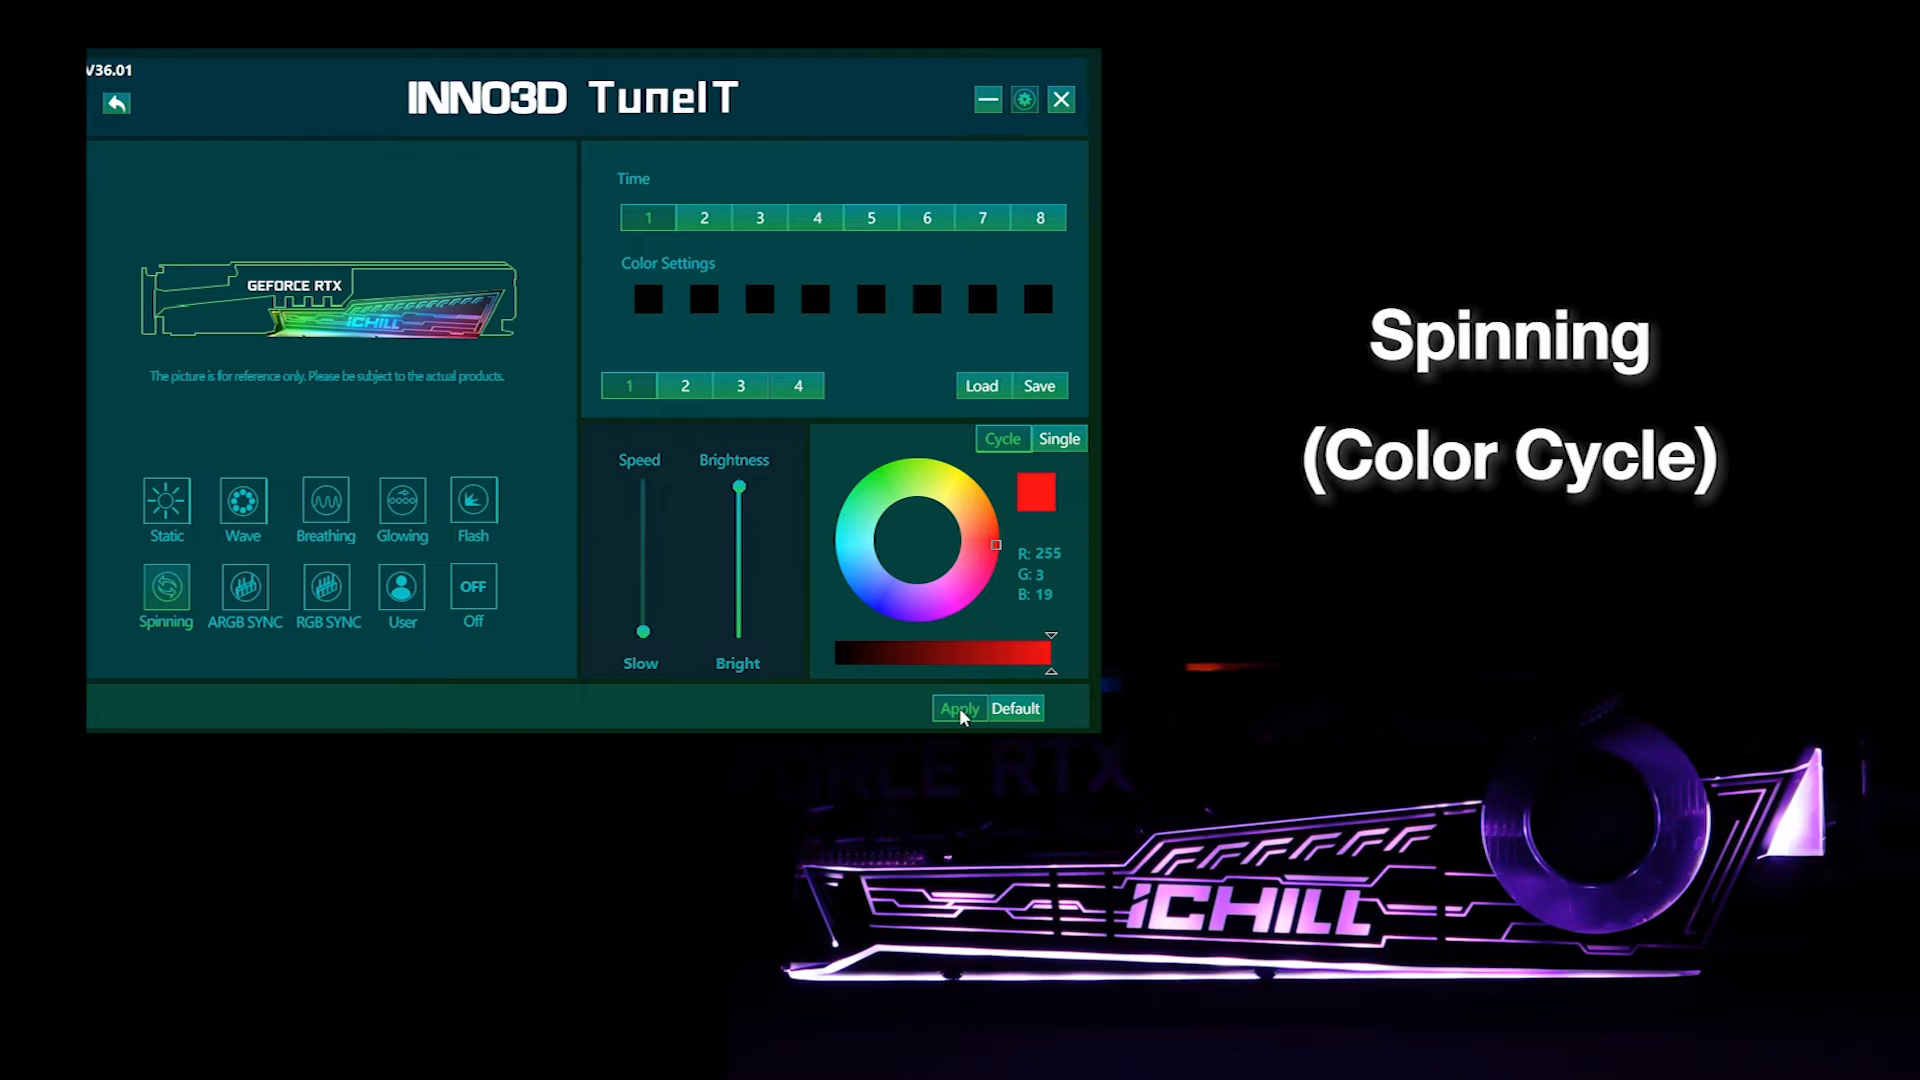 V36.01
INNO3D TuneIT
Time
1 2 3 4 5 6 7 8
Color Settings
GEFORCE RTX
iCHILL
The picture is for reference only. Please be subject to the actual products.
1 2 3 4
Load Save
Cycle Single
Speed Brightness
R: 255
G: 3
B: 19
Slow Bright
Static Wave Breathing Glowing Flash
OFF
Spinning ARGB SYNC RGB SYNC User Off
Apply Default
Spinning
(Color Cycle)
RTX
iCHILL